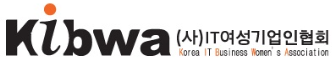 Kibwa (사)IT여성기업인협회
Korea IT Business Women's Association